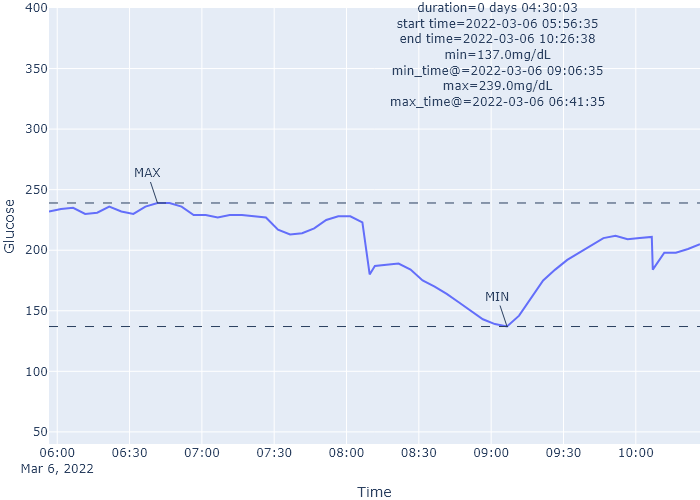 400
duration=0 days 04:30:03
start time=2022-03-06 05:56:35
end time=2022-03-06 10:26:38
min=137.0mg/dL
min_time@=2022-03-06 09:06:35
max=239.0mg/dL
max_time@=2022-03-06 06:41:35
350
300
250
200
150
100
50
Glucose
MAX
MIN
06:00 06:30 07:00 07:30 08:00 08:30 09:00 09:30 10:00
Mar 6, 2022
Time